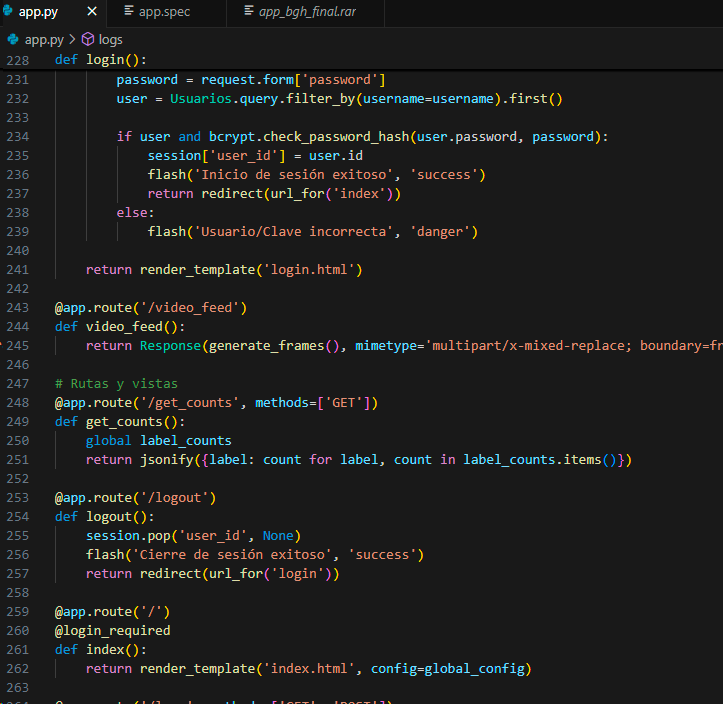 app.py × app.spec app_bgh_final.rar
app.py > logs
228 def login():
231 password = request.form['password']
232 user = Usuarios.query.filter_by(username=username).first()
233
234 if user and bcrypt.check_password_hash(user.password, password):
235 session['user_id'] = user.id
236 flash('Inicio de sesión exitoso', 'success')
237 return redirect(url_for('index'))
238 else:
239 flash('Usuario/Clave incorrecta', 'danger')
240
241 return render_template('login.html')
242
243 @app.route('/video_feed')
244 def video_feed():
245 return Response(generate_frames(), mimetype='multipart/x-mixed-replace; boundary=fr
246
247 # Rutas y vistas
248 @app.route('/get_counts', methods=['GET'])
249 def get_counts():
250 global label_counts
251 return jsonify({label: count for label, count in label_counts.items()})
252
253 @app.route('/logout')
254 def logout():
255 session.pop('user_id', None)
256 flash('Cierre de sesión exitoso', 'success')
257 return redirect(url_for('login'))
258
259 @app.route('/')
260 @login_required
261 def index():
262 return render_template('index.html', config=global_config)
263